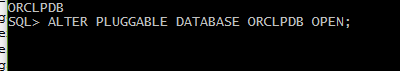 ORCLPDB
SQL> ALTER PLUGGABLE DATABASE ORCLPDB OPEN;